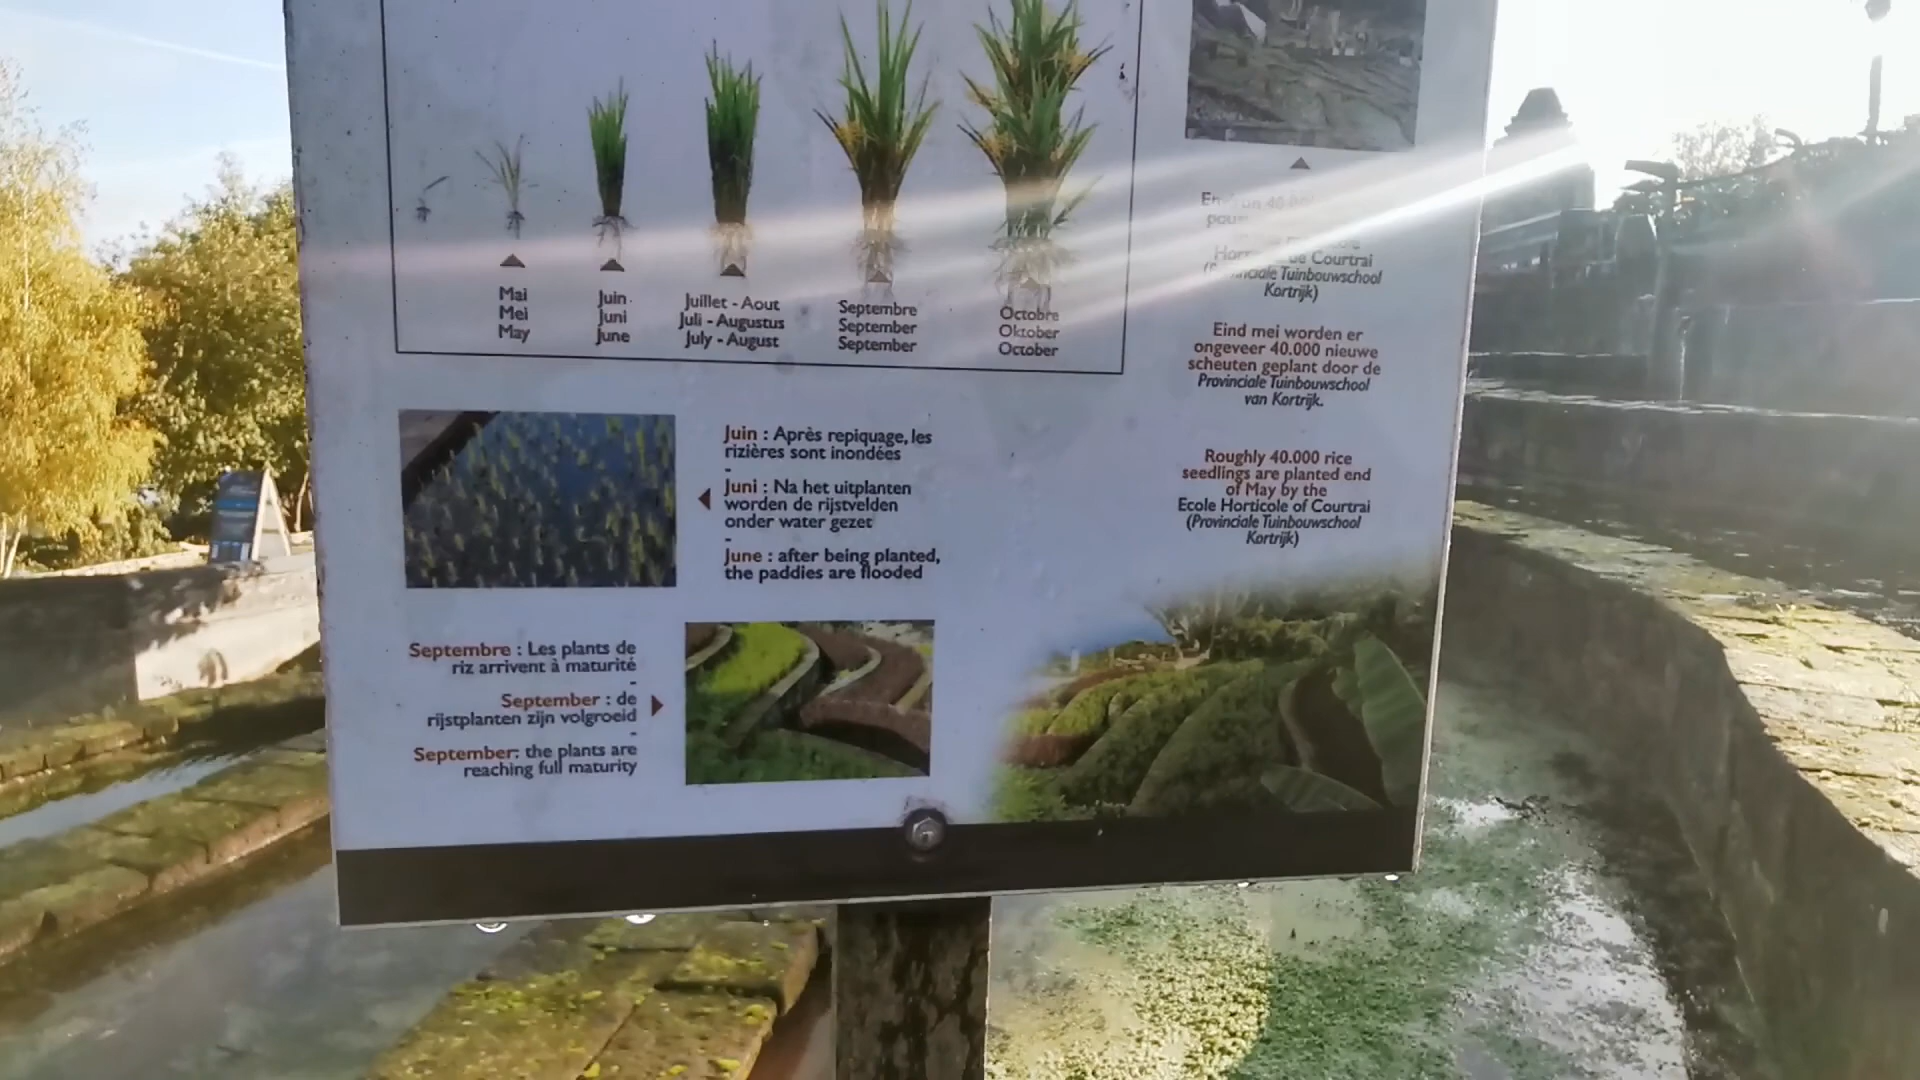 Mai
Mei
May
Juin
Juni
June
Juillet - Aout
Juli - Augustus
July - August
Septembre
September
September
Octobre
Oktober
October
40
de Courtrai
Tuinbouwschool
Kortrijk)
Eind mei worden er
ongeveer 40.000 nieuwe
scheuten geplant door de
Provinciale Tuinbouwschool
van Kortrijk.
Roughly 40.000 rice
seedlings are planted end
of May by the
Ecole Horticole of Courtrai
(Provinciale Tuinbouwschool
Kortrijk)
Juin : Après repiquage, les
rizières sont inondées
-
Juni : Na het uitplanten
worden de rijstvelden
onder water gezet
-
June : after being planted,
the paddies are flooded
Septembre : Les plants de
riz arrivent à maturité
-
September : de
rijstplanten zijn volgroeid
-
September: the plants are
reaching full maturity